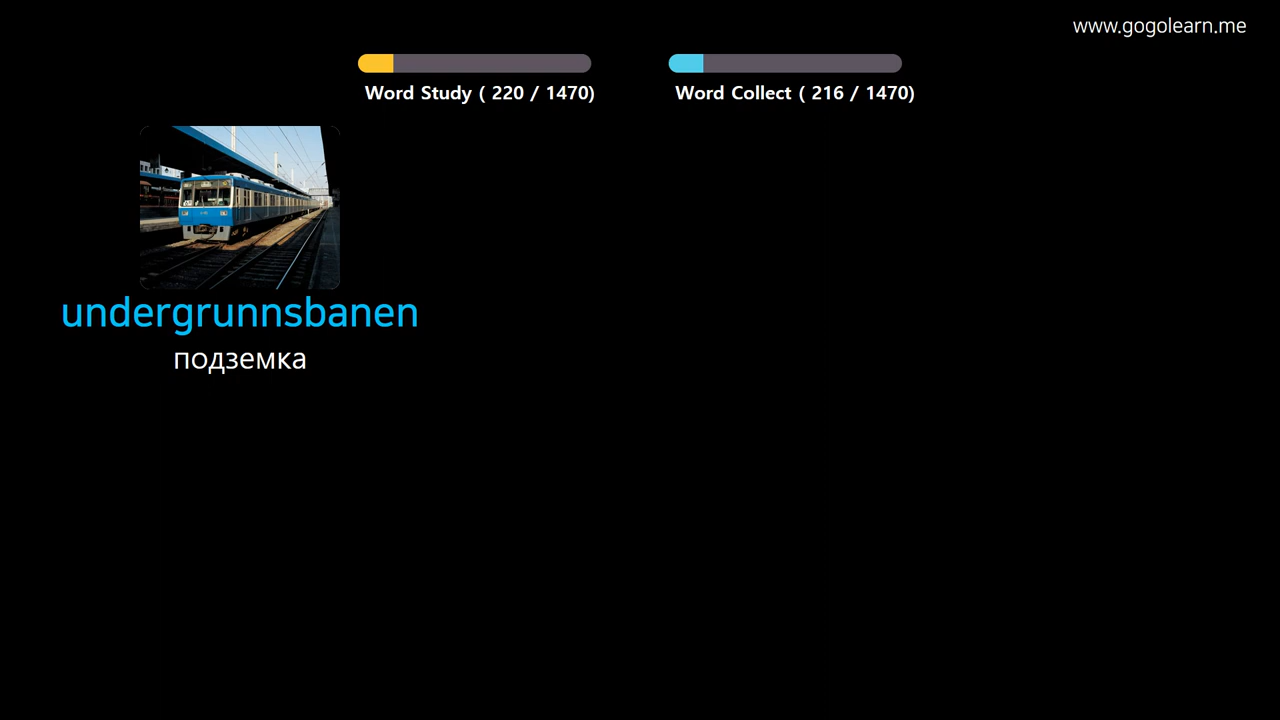 www.gogolearn.me
Word Study ( 220 / 1470)
Word Collect ( 216 / 1470)
undergrunnsbanen
подземка